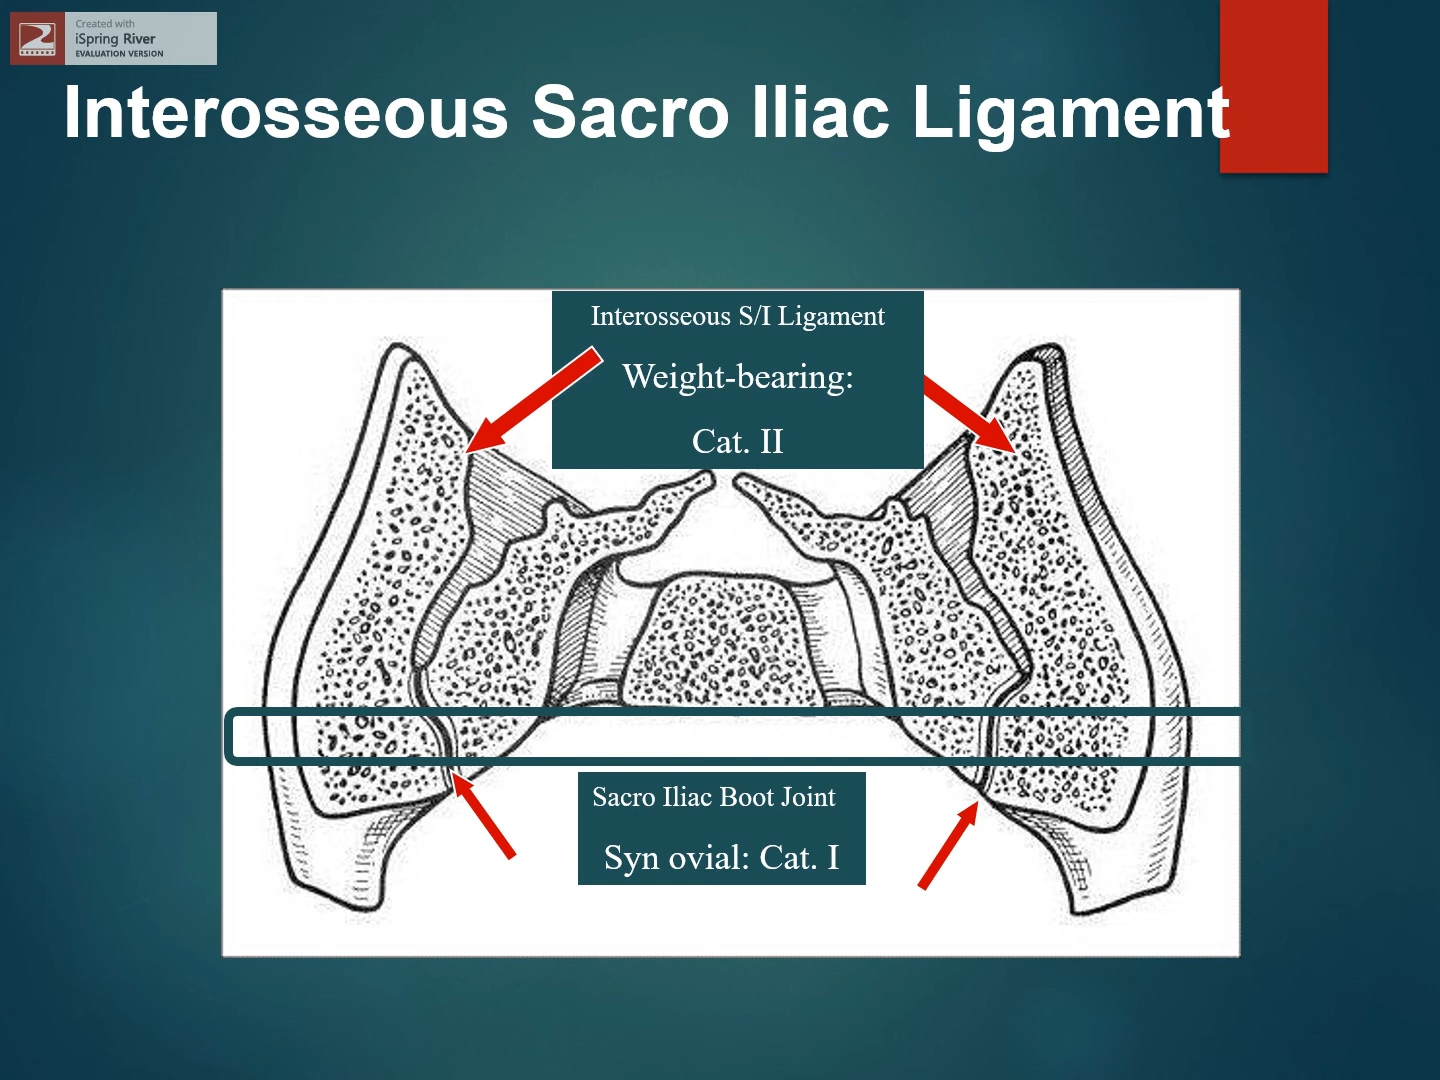 Created with
iSpring River
EVALUATION VERSION
Interosseous Sacro Iliac Ligament
Interosseous S/I Ligament
Weight-bearing:
Cat. II
Sacro Iliac Boot Joint
Syn ovial: Cat. I